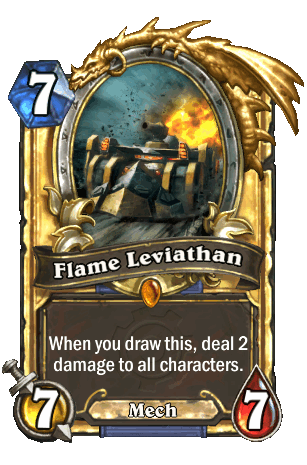 7
Flame Leviathan
When you draw this, deal 2
damage to all characters.
7
Mech
7